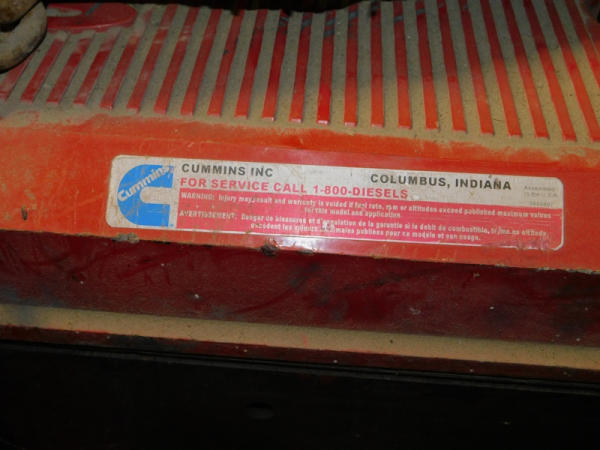 Cummins
CUMMINS INC COLUMBUS, INDIANA
FOR SERVICE CALL 1-800-DIESELS
WARNING: Injury may result and warranty is voided if fuel rate, rpm or altitudes exceed published maximum values
for this model and application.
AVERTISSEMENT: Danger de blessures et d'annulation de la garantie si le debit de combustible, tr/mn ou altitude,
excèdent les valeurs maximales publiées pour ce modele et son usage.